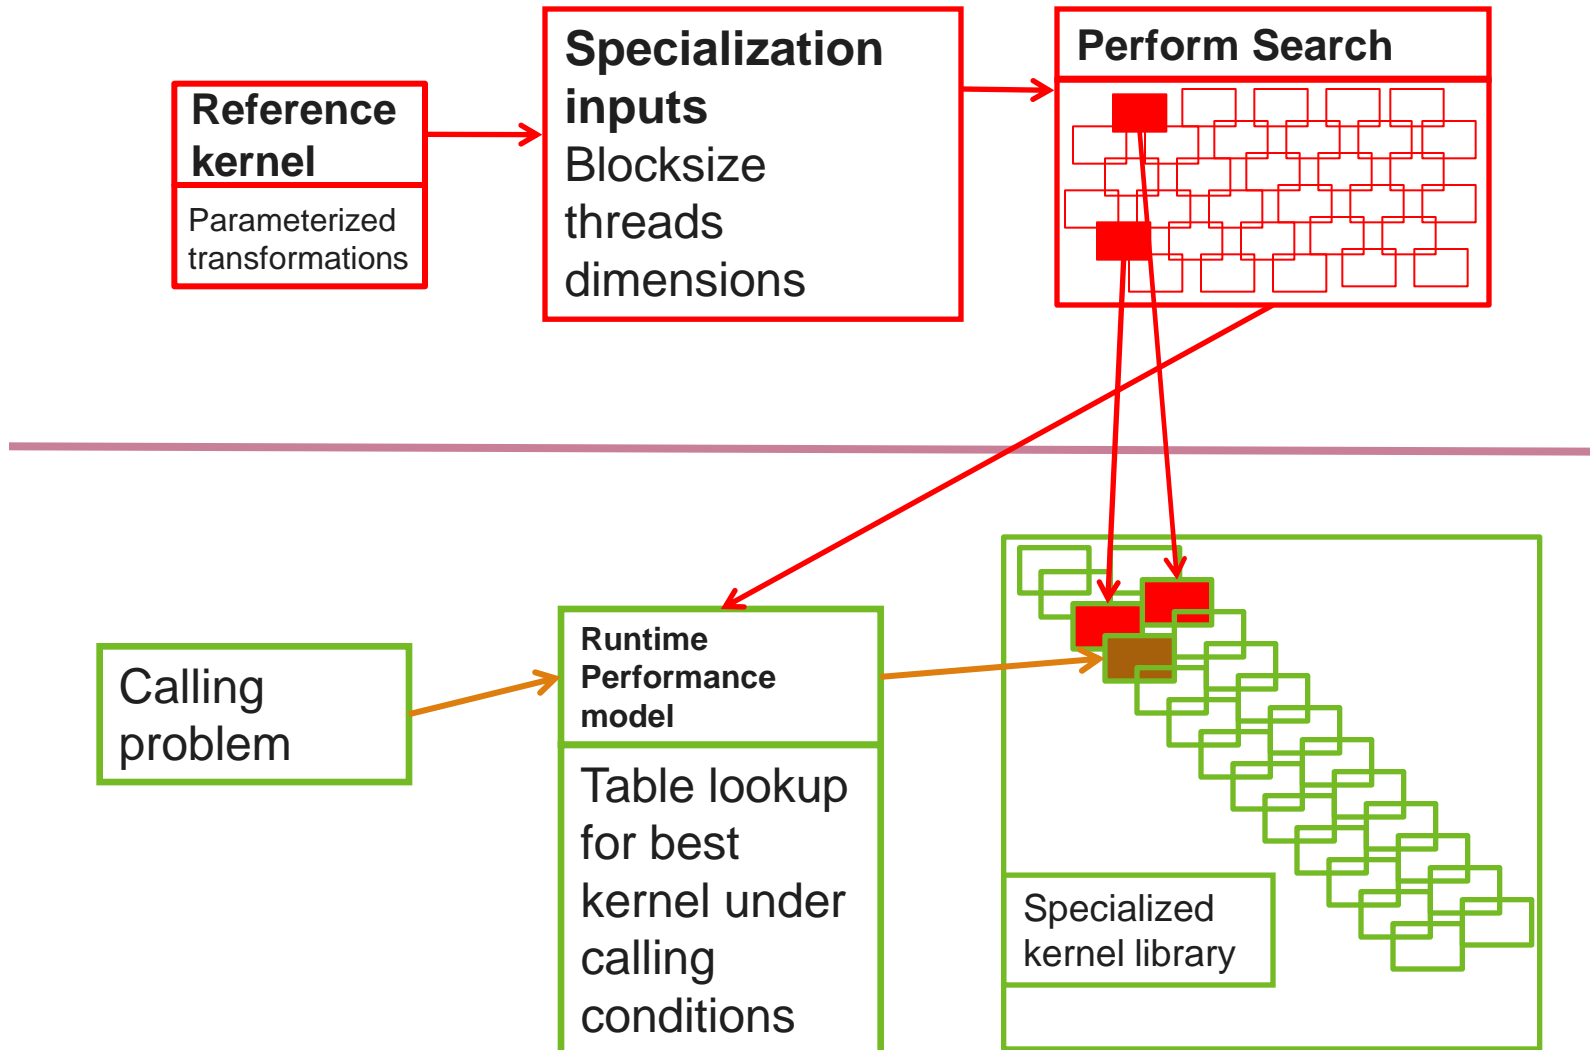 Reference
kernel
Parameterized
transformations
Specialization
inputs
Blocksize
threads
dimensions
Perform Search
Calling
problem
Runtime
Performance
model
Table lookup
for best
kernel under
calling
conditions
Specialized
kernel library